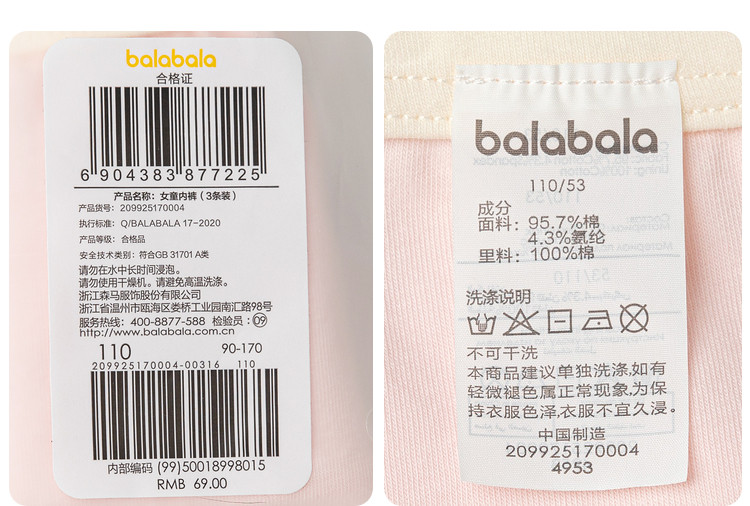 balabala
合格证
6 904383 877225
产品名称：女童内裤（3条装）
产品货号：209925170004
执行标准：Q/BALABALA 17-2020
产品等级：合格品
安全技术类别：符合GB 31701 A类
请勿在水中长时间浸泡。
请勿使用干燥机。请避免高温洗涤。
浙江森马服饰股份有限公司
浙江省温州市瓯海区娄桥工业园南汇路98号
服务热线：400-8877-588 检验员：09
http://www.balabala.com.cn
110 90-170
209925170004-00316 110
内部编码 (99)50018998015
RMB 69.00
balabala
110/53
成分
面料：95.7%棉
4.3%氨纶
里料：100%棉
洗涤说明
不可干洗
本商品建议单独洗涤,如有
轻微褪色属正常现象,为保
持衣服色泽,衣服不宜久浸。
中国制造
209925170004
4953